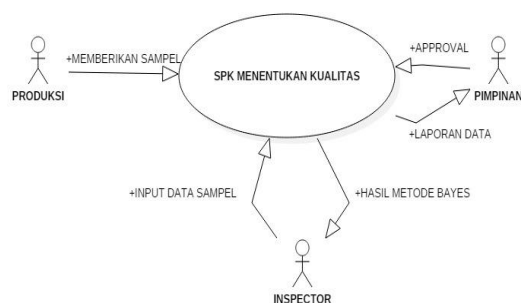 +MEMBERIKAN SAMPEL
+APPROVAL
SPK MENENTUKAN KUALITAS
PRODUKSI
PIMPINAN
+LAPORAN DATA
+INPUT DATA SAMPEL
+HASIL METODE BAYES
INSPECTOR